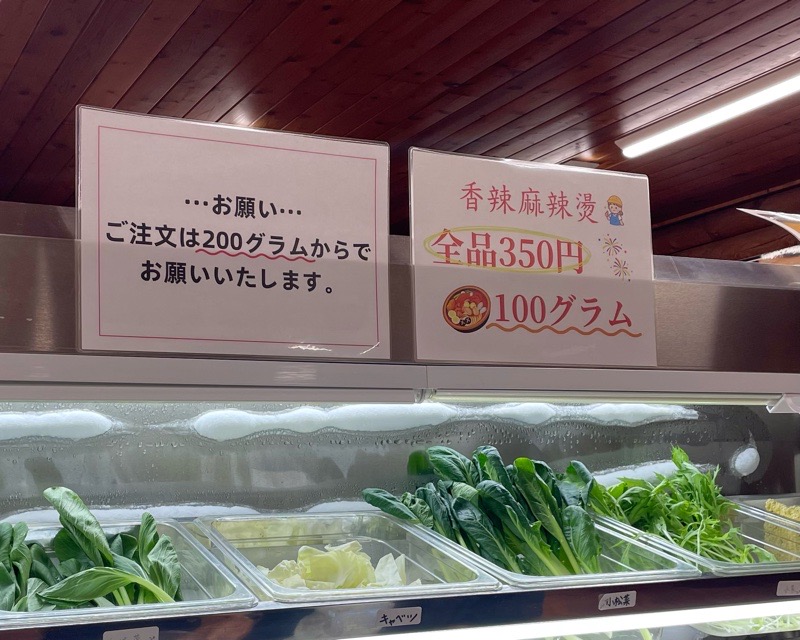 …お願い…
ご注文は200グラムからで
お願いいたします。
香辣麻辣燙
全品350円
100グラム
キャベツ
小松菜